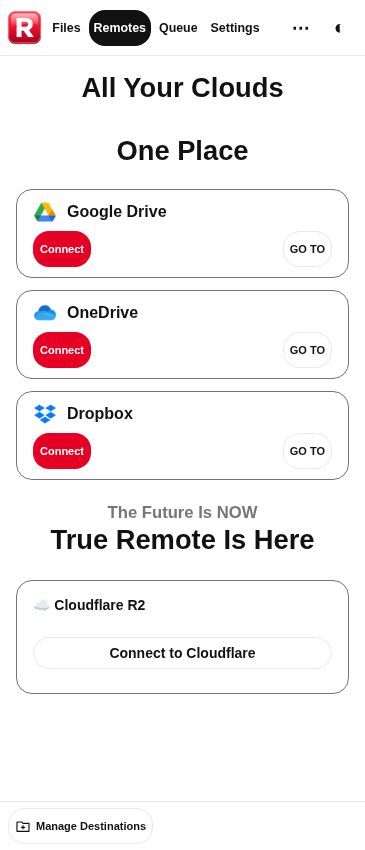 R Files Remotes Queue Settings ⋯
All Your Clouds
One Place
Google Drive
Connect GO TO
OneDrive
Connect GO TO
Dropbox
Connect GO TO
The Future Is NOW
True Remote Is Here
Cloudflare R2
Connect to Cloudflare
Manage Destinations